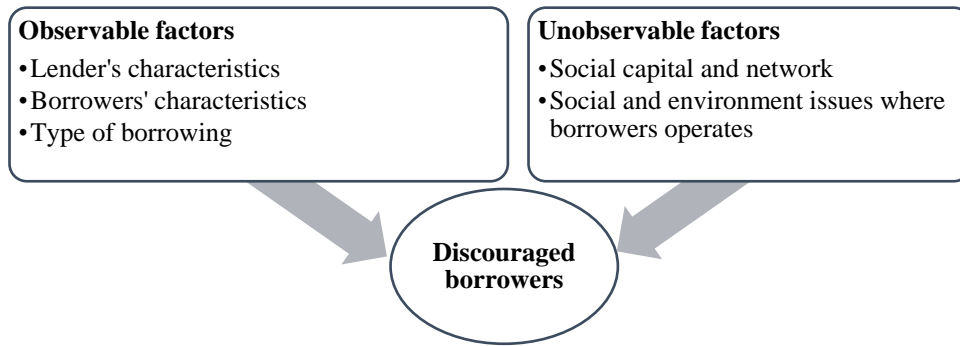 Observable factors
•Lender's characteristics
•Borrowers' characteristics
•Type of borrowing
Unobservable factors
•Social capital and network
•Social and environment issues where
borrowers operates
Discouraged
borrowers